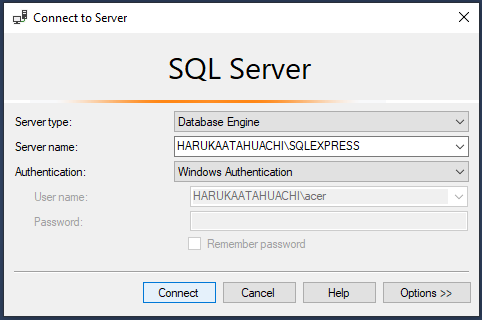 Connect to Server
SQL Server
Server type: Database Engine
Server name: HARUKAATAHUACHI\SQLEXPRESS
Authentication: Windows Authentication
User name: HARUKAATAHUACHI\acer
Password:
Remember password
Connect Cancel Help Options >>